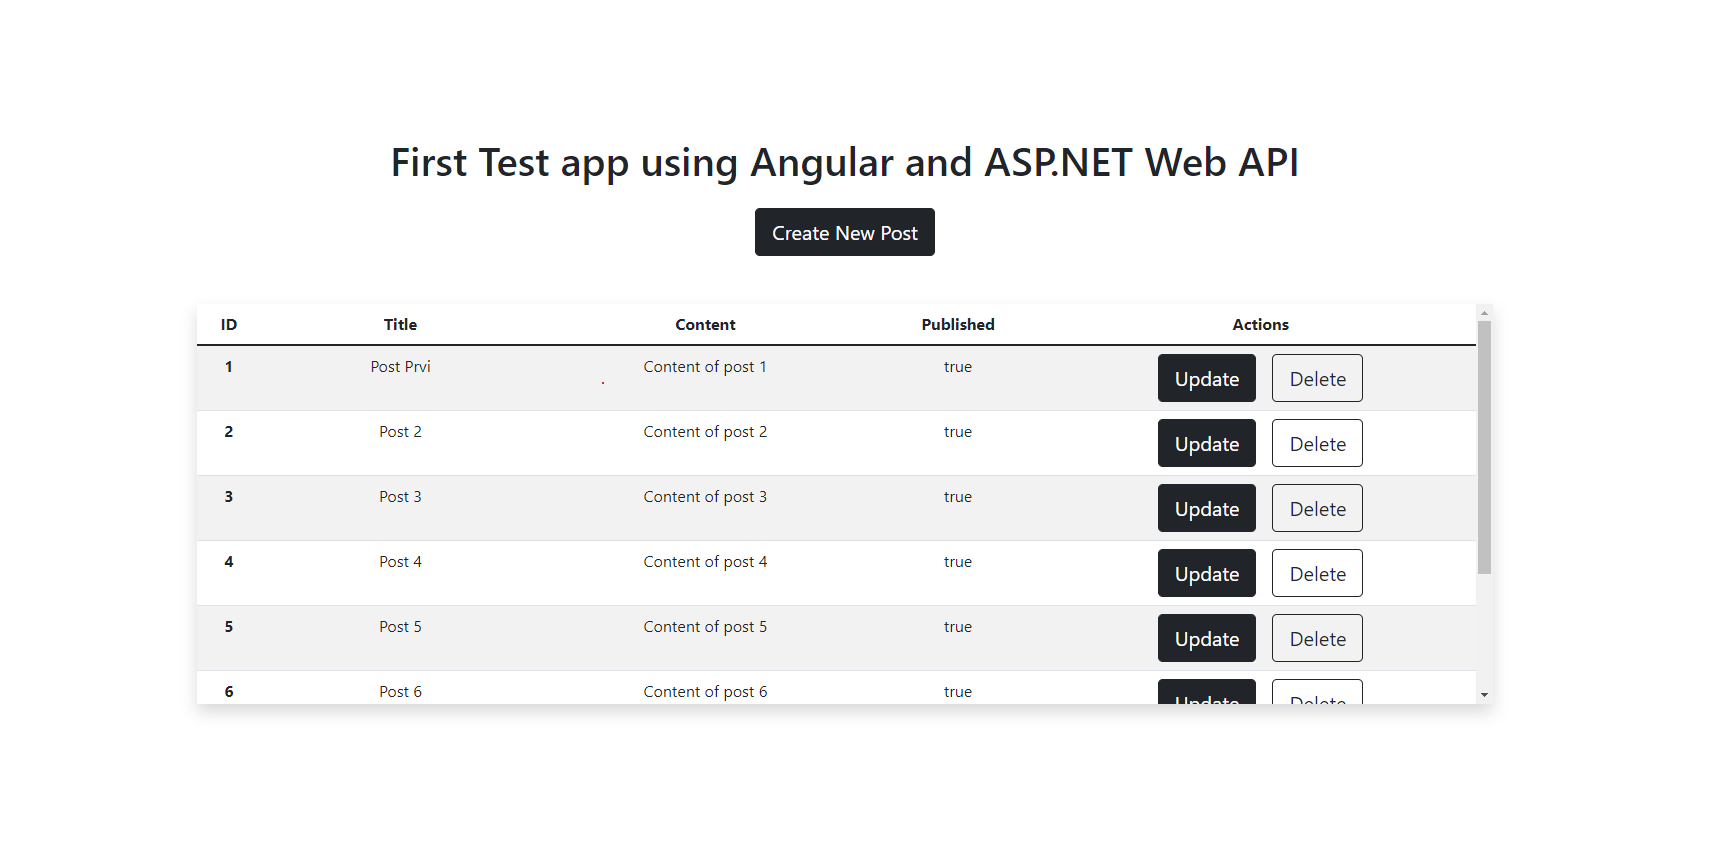 First Test app using Angular and ASP.NET Web API
Create New Post
ID Title Content Published Actions
1 Post Prvi Content of post 1 true Update Delete
2 Post 2 Content of post 2 true Update Delete
3 Post 3 Content of post 3 true Update Delete
4 Post 4 Content of post 4 true Update Delete
5 Post 5 Content of post 5 true Update Delete
6 Post 6 Content of post 6 true Update Delete